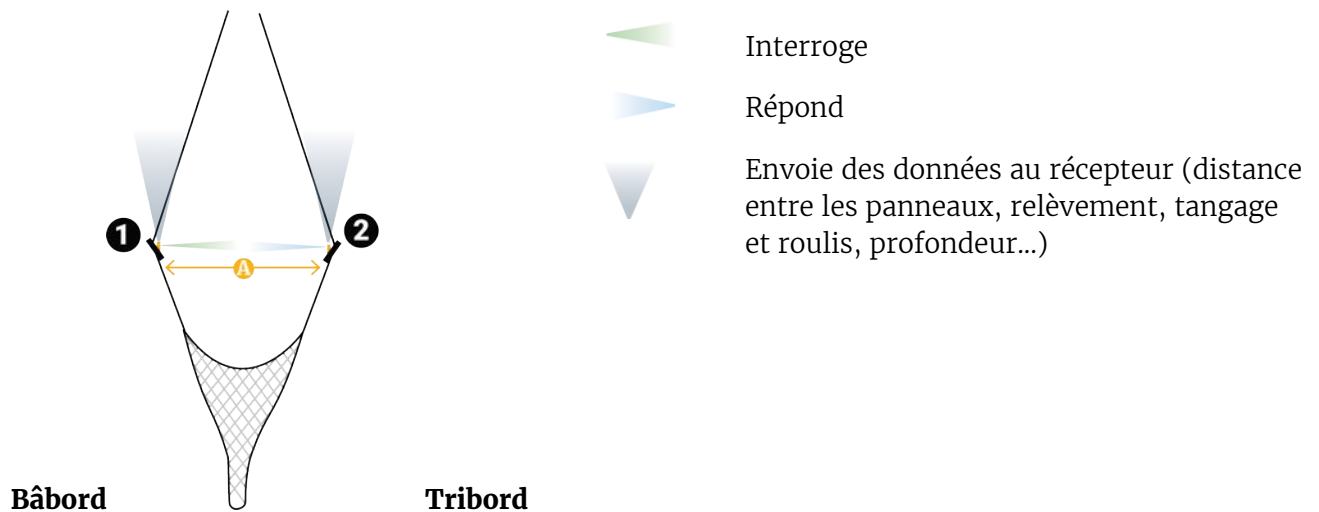 Interroge
Répond
Envoie des données au récepteur (distance
entre les panneaux, relèvement, tangage
et roulis, profondeur...)
1
2
A
Bâbord
Tribord